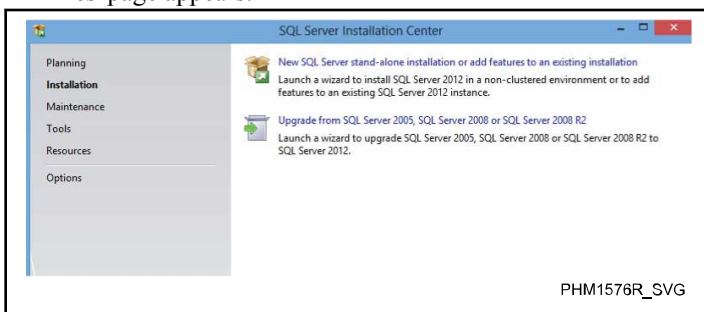 page appears.
SQL Server Installation Center
Planning
Installation
Maintenance
Tools
Resources
Options
New SQL Server stand-alone installation or add features to an existing installation
Launch a wizard to install SQL Server 2012 in a non-clustered environment or to add
features to an existing SQL Server 2012 instance.
Upgrade from SQL Server 2005, SQL Server 2008 or SQL Server 2008 R2
Launch a wizard to upgrade SQL Server 2005, SQL Server 2008 or SQL Server 2008 R2 to
SQL Server 2012.
PHM1576R_SVG